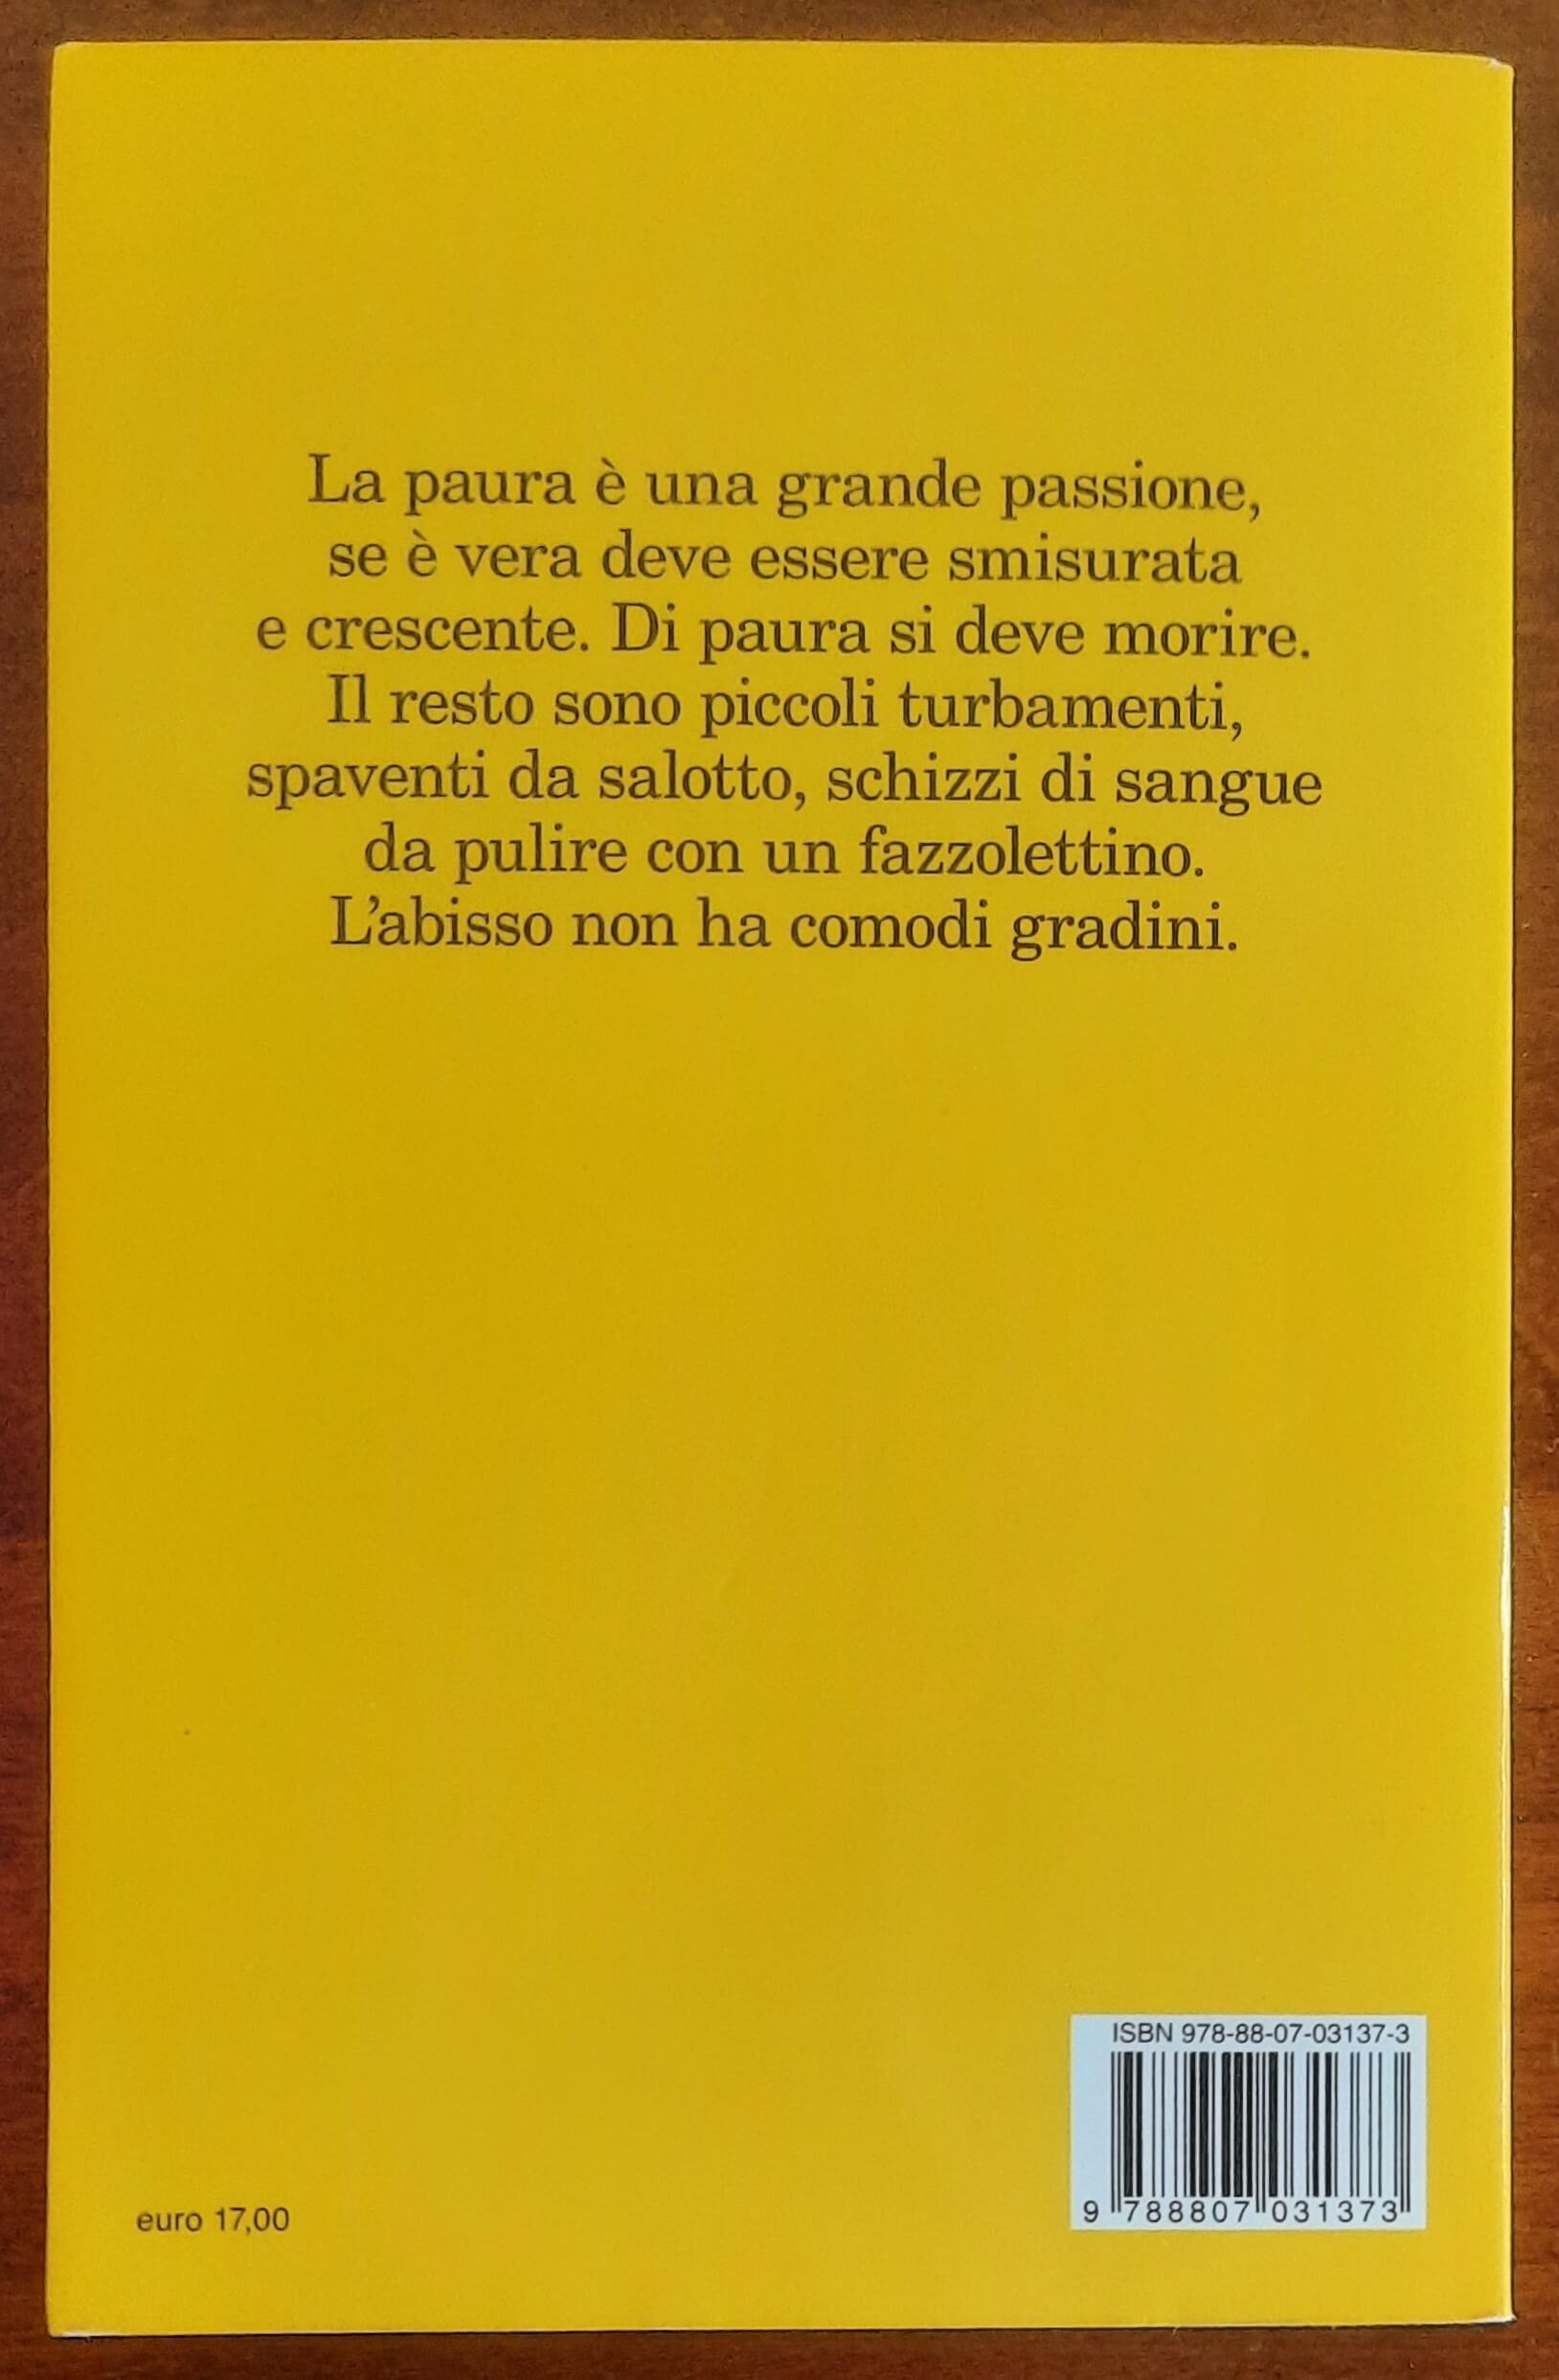 La paura è una grande passione,
se è vera deve essere smisurata
e crescente. Di paura si deve morire.
Il resto sono piccoli turbamenti,
spaventi da salotto, schizzi di sangue
da pulire con un fazzolettino.
L’abisso non ha comodi gradini.
ISBN 978-88-07-03137-3
9 788807 031373
euro 17,00